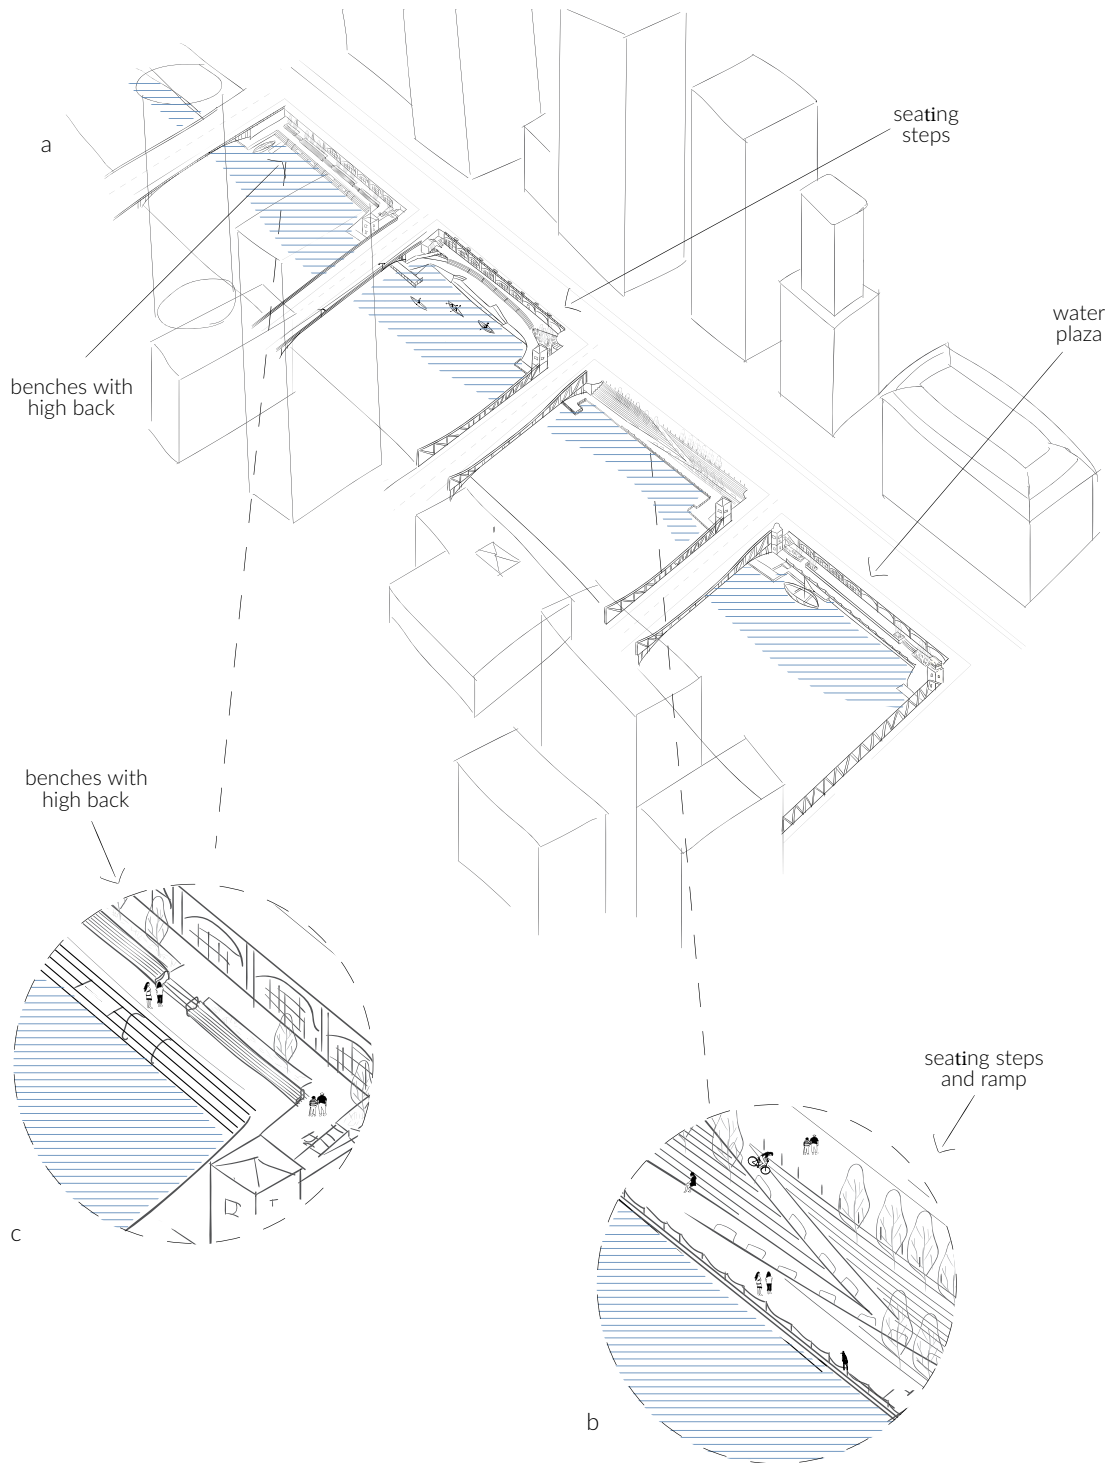 a
seating
steps
water
plaza
benches with
high back
benches with
high back
seating steps
and ramp
c
b